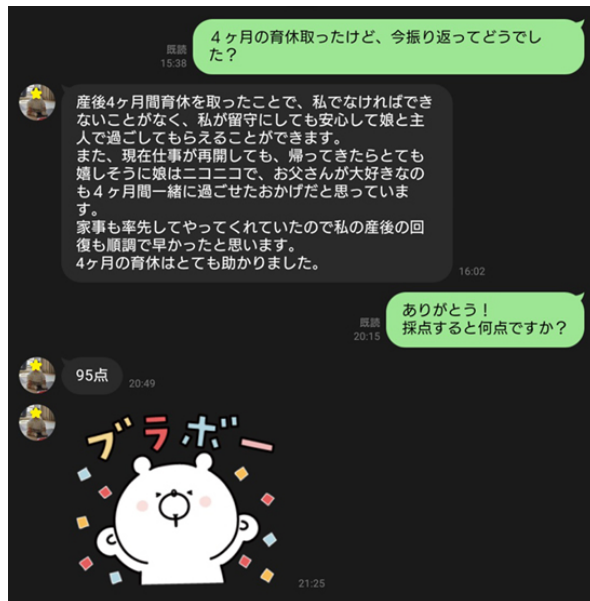 4ヶ月の育休取ったけど、今振り返ってどうでし
た？
既読
15:38
産後4ヶ月間育休を取ったことで、私でなければでき
ないことがなく、私が留守にしても安心して娘と主
人で過ごしてもらえることができます。
また、現在仕事が再開しても、帰ってきたらとても
嬉しそうに娘はニコニコで、お父さんが大好きなの
も４ヶ月間一緒に過ごせたおかげだと思っていま
す。
家事も率先してやってくれていたので私の産後の回
復も順調で早かったと思います。
4ヶ月の育休はとても助かりました。
16:02
ありがとう！
採点すると何点ですか？
既読
20:15
95点
20:49
ブラボー
21:25